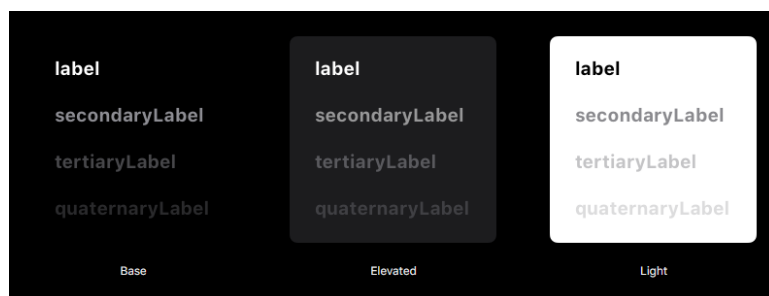 label
secondaryLabel
tertiaryLabel
quaternaryLabel
Base
label
secondaryLabel
tertiaryLabel
quaternaryLabel
Elevated
label
secondaryLabel
tertiaryLabel
quaternaryLabel
Light